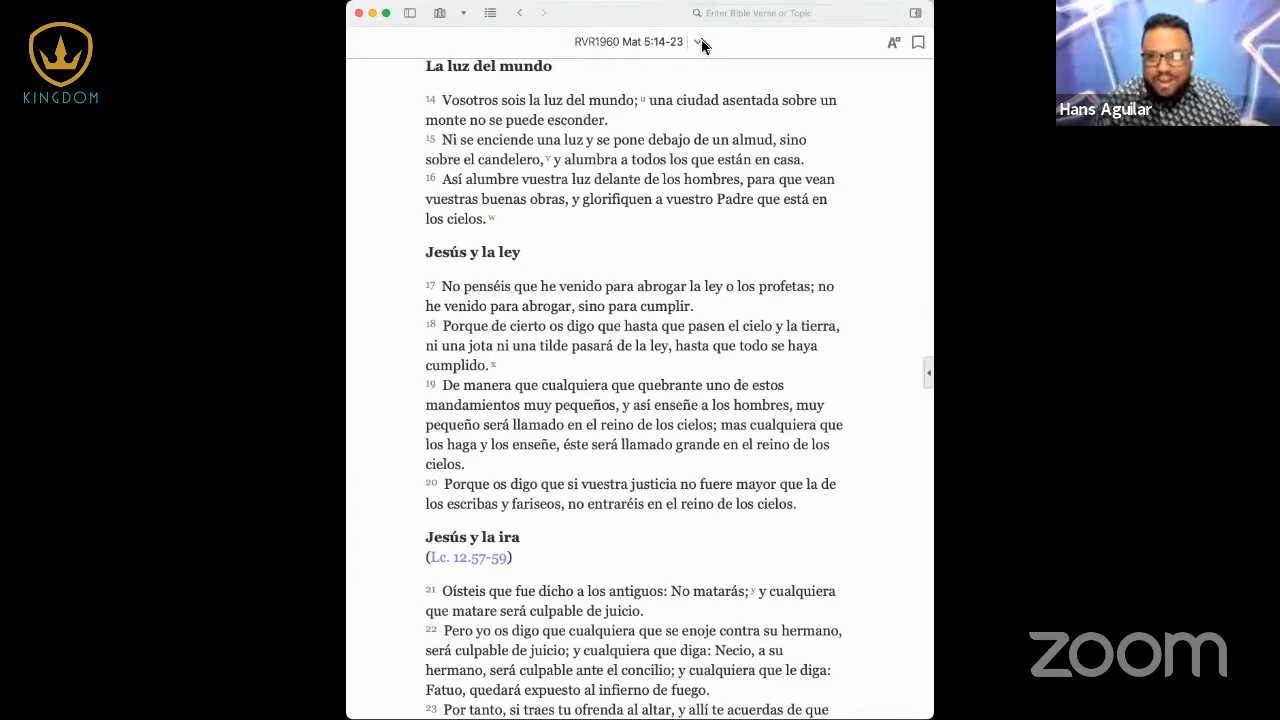 KINGDOM
Enter Bible Verse or Topic
RVR1960 Mat 5:14-23
Hans Aguilar
La luz del mundo
14 Vosotros sois la luz del mundo; u una ciudad asentada sobre un
monte no se puede esconder.
15 Ni se enciende una luz y se pone debajo de un almud, sino
sobre el candelero, v y alumbra a todos los que están en casa.
16 Así alumbre vuestra luz delante de los hombres, para que vean
vuestras buenas obras, y glorifiquen a vuestro Padre que está en
los cielos. w
Jesús y la ley
17 No penséis que he venido para abrogar la ley o los profetas; no
he venido para abrogar, sino para cumplir.
18 Porque de cierto os digo que hasta que pasen el cielo y la tierra,
ni una jota ni una tilde pasará de la ley, hasta que todo se haya
cumplido. x
19 De manera que cualquiera que quebrante uno de estos
mandamientos muy pequeños, y así enseñe a los hombres, muy
pequeño será llamado en el reino de los cielos; mas cualquiera que
los haga y los enseñe, éste será llamado grande en el reino de los
cielos.
20 Porque os digo que si vuestra justicia no fuere mayor que la de
los escribas y fariseos, no entraréis en el reino de los cielos.
Jesús y la ira
(Lc. 12.57-59)
21 Oísteis que fue dicho a los antiguos: No matarás; y y cualquiera
que matare será culpable de juicio.
22 Pero yo os digo que cualquiera que se enoje contra su hermano,
será culpable de juicio; y cualquiera que diga: Necio, a su
hermano, será culpable ante el concilio; y cualquiera que le diga:
Fatuo, quedará expuesto al infierno de fuego.
23 Por tanto, si traes tu ofrenda al altar, y allí te acuerdas de que
zoom